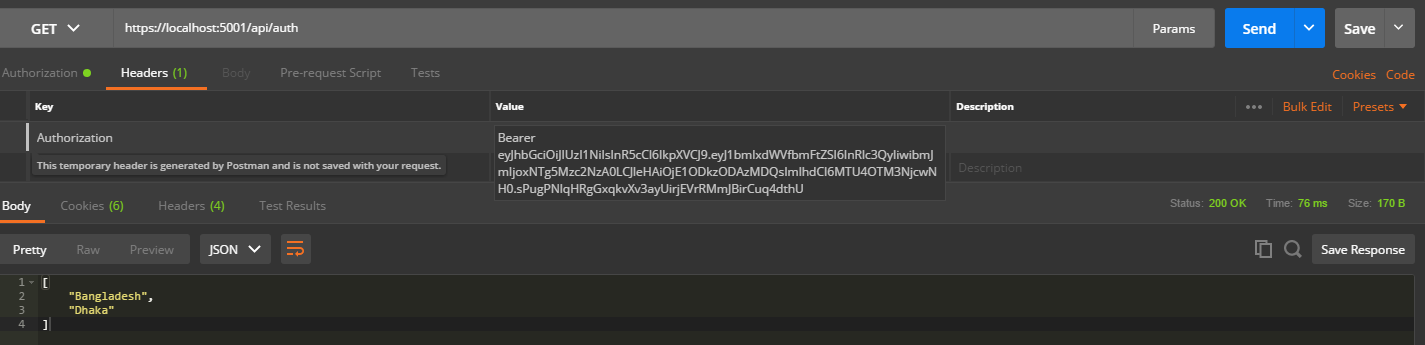 GET https://localhost:5001/api/auth Params Send Save
Authorization Headers (1) Body Pre-request Script Tests Cookies Code
Key Value Description ••• Bulk Edit Presets
Authorization Bearer
This temporary header is generated by Postman and is not saved with your request.
eyJhbGciOiJIUzI1NiIsInR5cCI6IkpXVCJ9.eyJ1bmlxdWVfbmFtZSI6InRlc3QyIiwibmJ
mIjoxNTg5Mzc2NzA0LCJleHAiOjE1ODkzODAzMDQsImlhdCI6MTU4OTM3NjcwN
H0.sPugPNlqHRgGxqkvXv3ayUirjEVrRMmJBirCuq4dthU
Description
Body Cookies (6) Headers (4) Test Results Status: 200 OK Time: 76 ms Size: 170 B
Pretty Raw Preview JSON Save Response
1 [
2 "Bangladesh",
3 "Dhaka"
4 ]